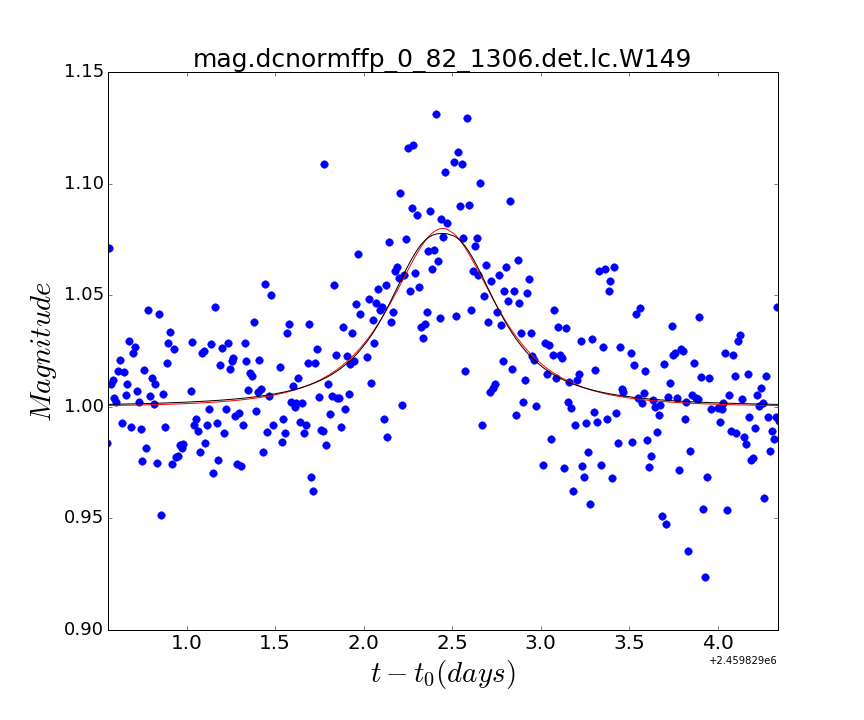 mag.dcnormffp_0_82_1306.det.lc.W149
1.15
1.10
1.05
1.00
0.95
0.90
Magnitude
1.0 1.5 2.0 2.5 3.0 3.5 4.0
+2.459829e6
t − t₀(days)